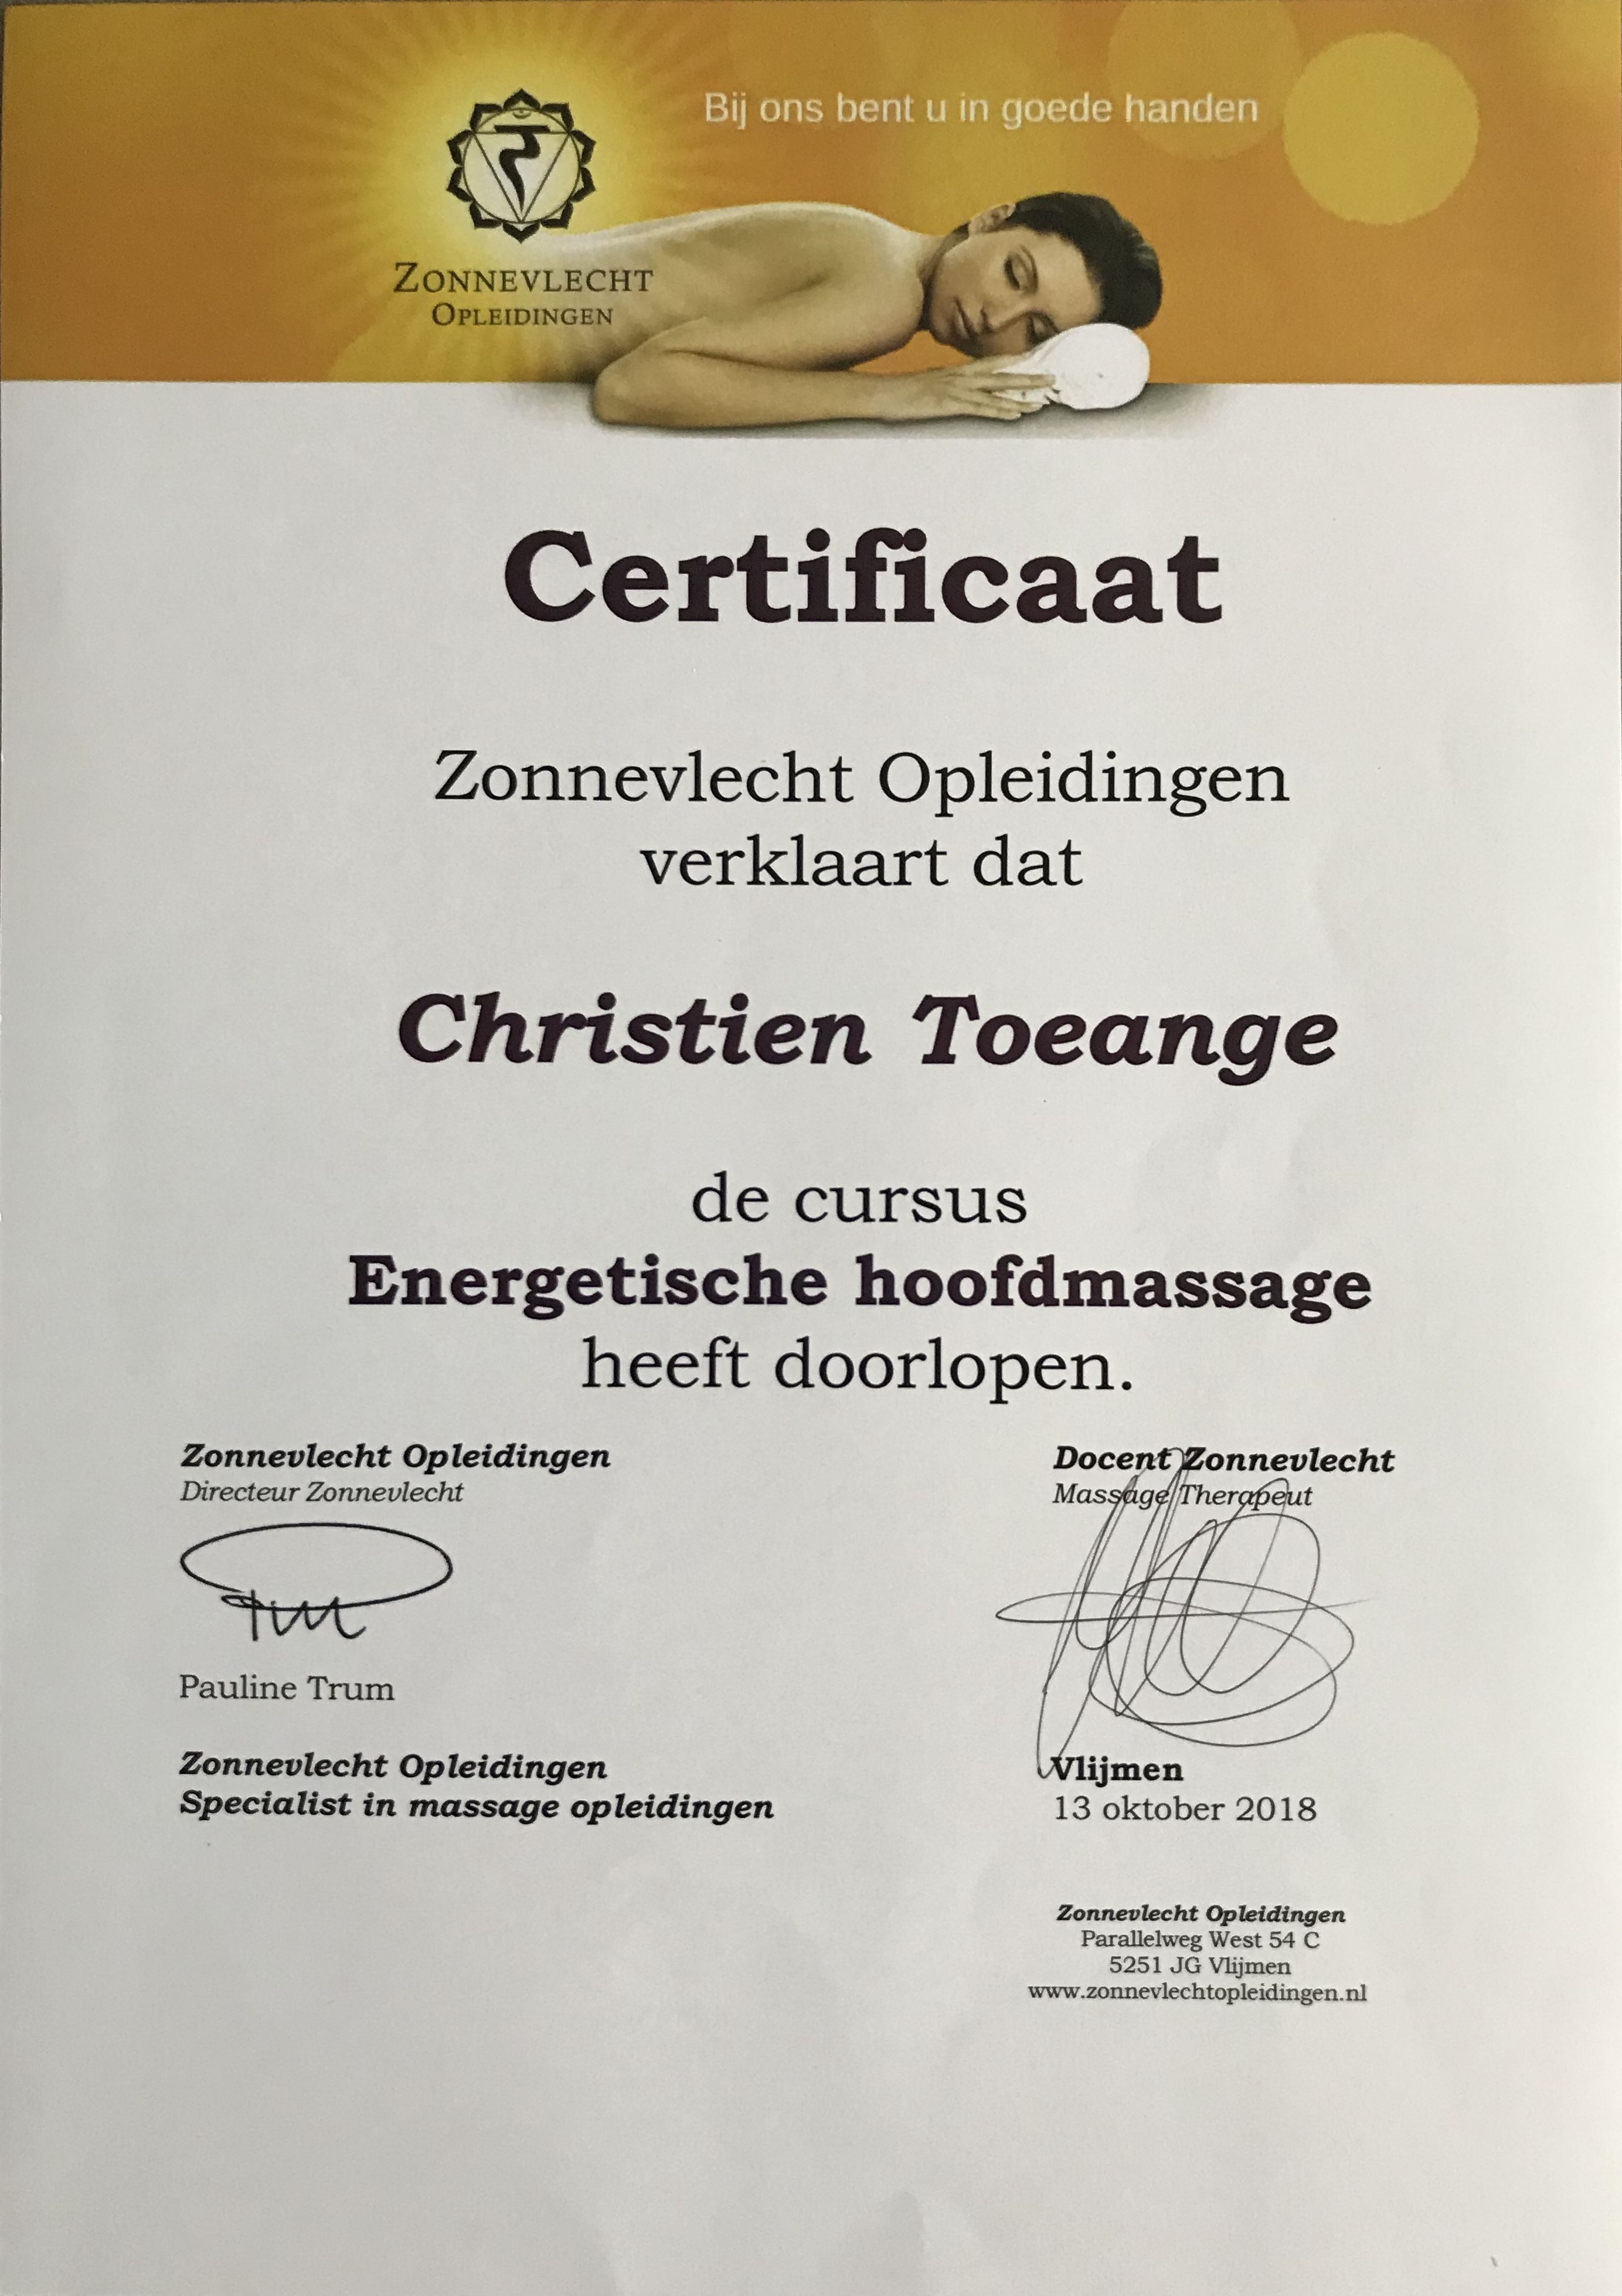 Bij ons bent u in goede handen
ZONNEVLECHT
OPLEIDINGEN
Certificaat
Zonnevlecht Opleidingen
verklaart dat
Christien Toeange
de cursus
Energetische hoofdmassage
heeft doorlopen.
Zonnevlecht Opleidingen
Directeur Zonnevlecht
Pauline Trum
Zonnevlecht Opleidingen
Specialist in massage opleidingen
Docent Zonnevlecht
Massage Therapeut
Vlijmen
13 oktober 2018
Zonnevlecht Opleidingen
Parallelweg West 54 C
5251 JG Vlijmen
www.zonnevlechtopleidingen.nl